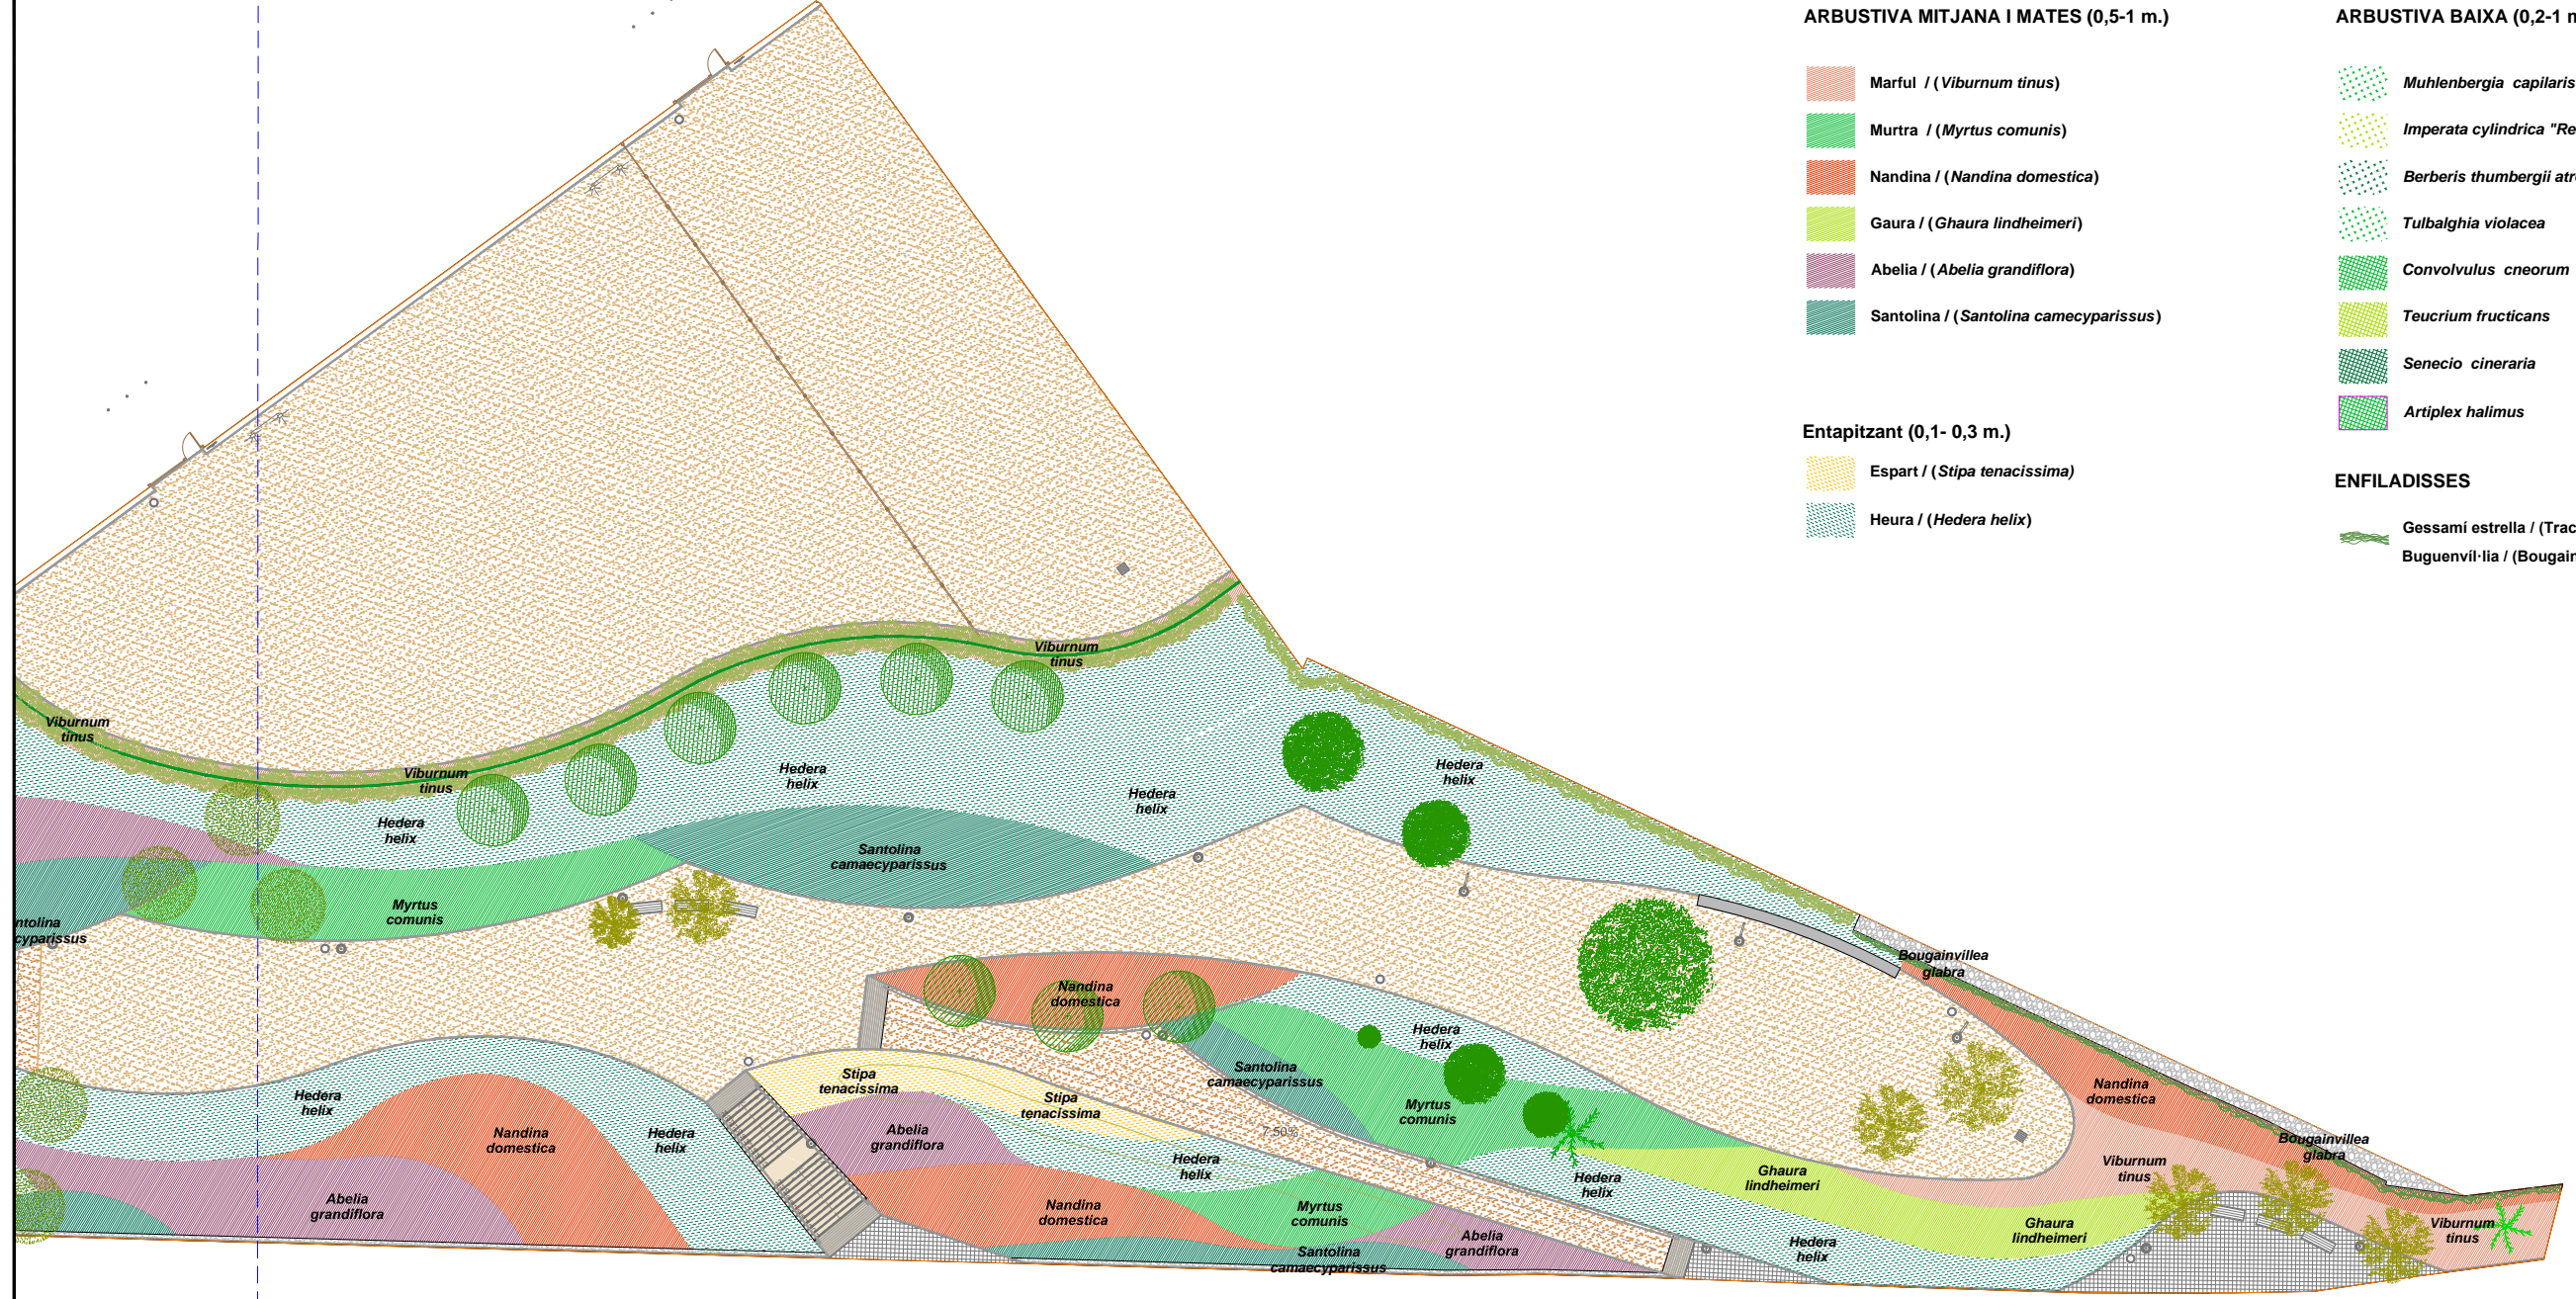 ARBUSTIVA MITJANA I MATES (0,5-1 m.)
Marful / (Viburnum tinus)
Murtra / (Myrtus comunis)
Nandina / (Nandina domestica)
Gaura / (Ghaura lindheimeri)
Abelia / (Abelia grandiflora)
Santolina / (Santolina camecyparissus)
Entapitzant (0,1- 0,3 m.)
Espart / (Stipa tenacissima)
Heura / (Hedera helix)
ARBUSTIVA BAIXA (0,2-1 m
Muhlenbergia capilaris
Imperata cylindrica "Re
Berberis thumbergii atr
Tulbalghia violacea
Convolvulus cneorum
Teucrium fructicans
Senecio cineraria
Artiplex halimus
ENFILADISSES
Gessamí estrella / (Trac
Buguenvíl·lia / (Bougain
Viburnum
tinus
Viburnum
tinus
Viburnum
tinus
Hedera
helix
Hedera
helix
Hedera
helix
Hedera
helix
Santolina
camaecyparissus
Myrtus
comunis
ntolina
cyparissus
Bougainvillea
glabra
Nandina
domestica
Hedera
helix
Santolina
camaecyparissus
Myrtus
comunis
Stipa
tenacissima
Stipa
tenacissima
7.50%
Hedera
helix
Nandina
domestica
Hedera
helix
Abelia
grandiflora
Abelia
grandiflora
Hedera
helix
Nandina
domestica
Myrtus
comunis
Abelia
grandiflora
Santolina
camaecyparissus
Hedera
helix
Ghaura
lindheimeri
Nandina
domestica
Bougainvillea
glabra
Viburnum
tinus
Ghaura
lindheimeri
Hedera
helix
Viburnum
tinus